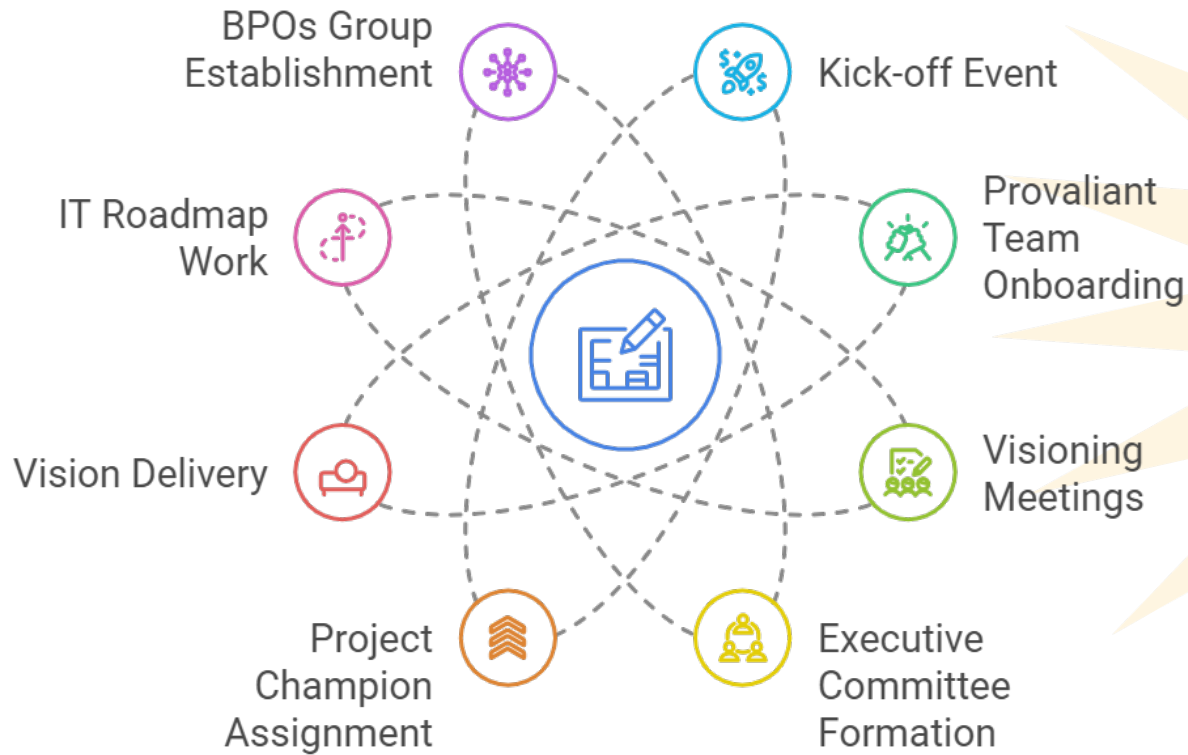 BPOs Group
Establishment
Kick-off Event
IT Roadmap
Work
Provaliant
Team
Onboarding
Vision Delivery
Visioning
Meetings
Project
Champion
Assignment
Executive
Committee
Formation